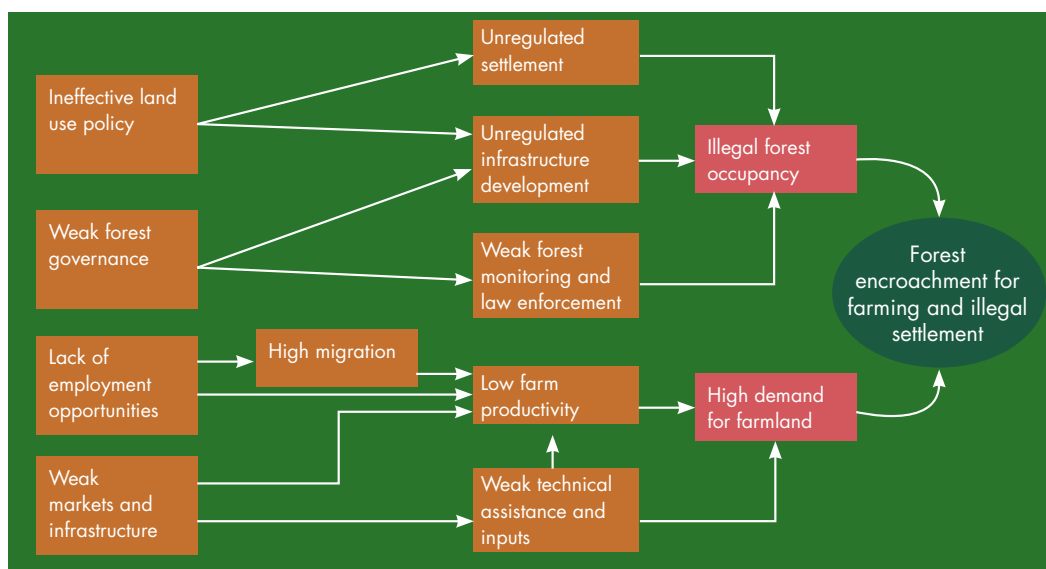 Ineffective land
use policy
Weak forest
governance
Lack of
employment
opportunities
Weak
markets and
infrastructure
High migration
Unregulated
settlement
Unregulated
infrastructure
development
Weak forest
monitoring and
law enforcement
Low farm
productivity
Weak technical
assistance and
inputs
Illegal forest
occupancy
High demand
for farmland
Forest
encroachment for
farming and illegal
settlement